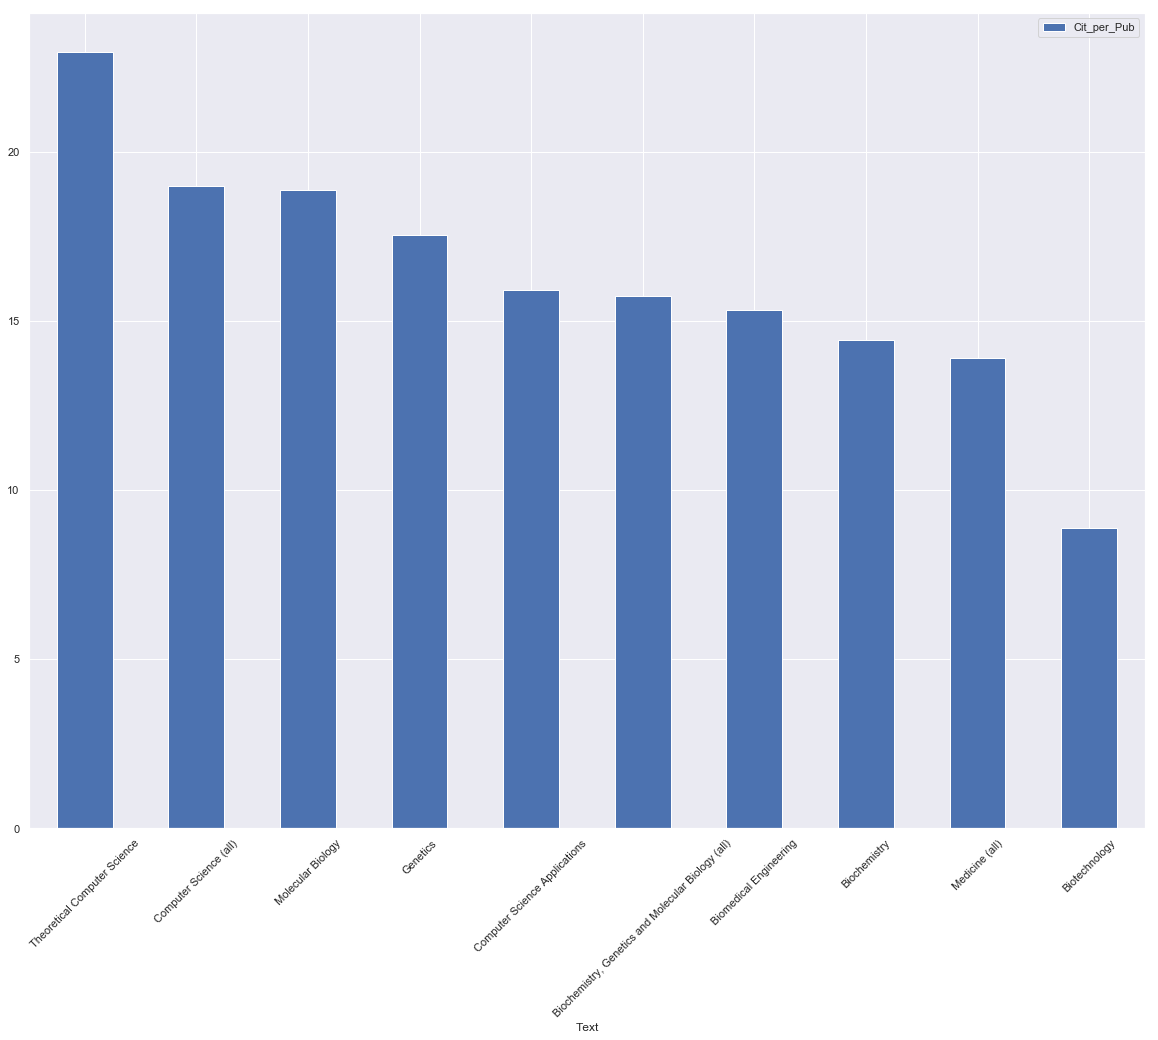 Cit_per_Pub
20
15
10
5
0
Theoretical Computer Science
Computer Science (all)
Molecular Biology
Genetics
Computer Science Applications
Biochemistry, Genetics and Molecular Biology (all)
Biomedical Engineering
Biochemistry
Medicine (all)
Biotechnology
Text